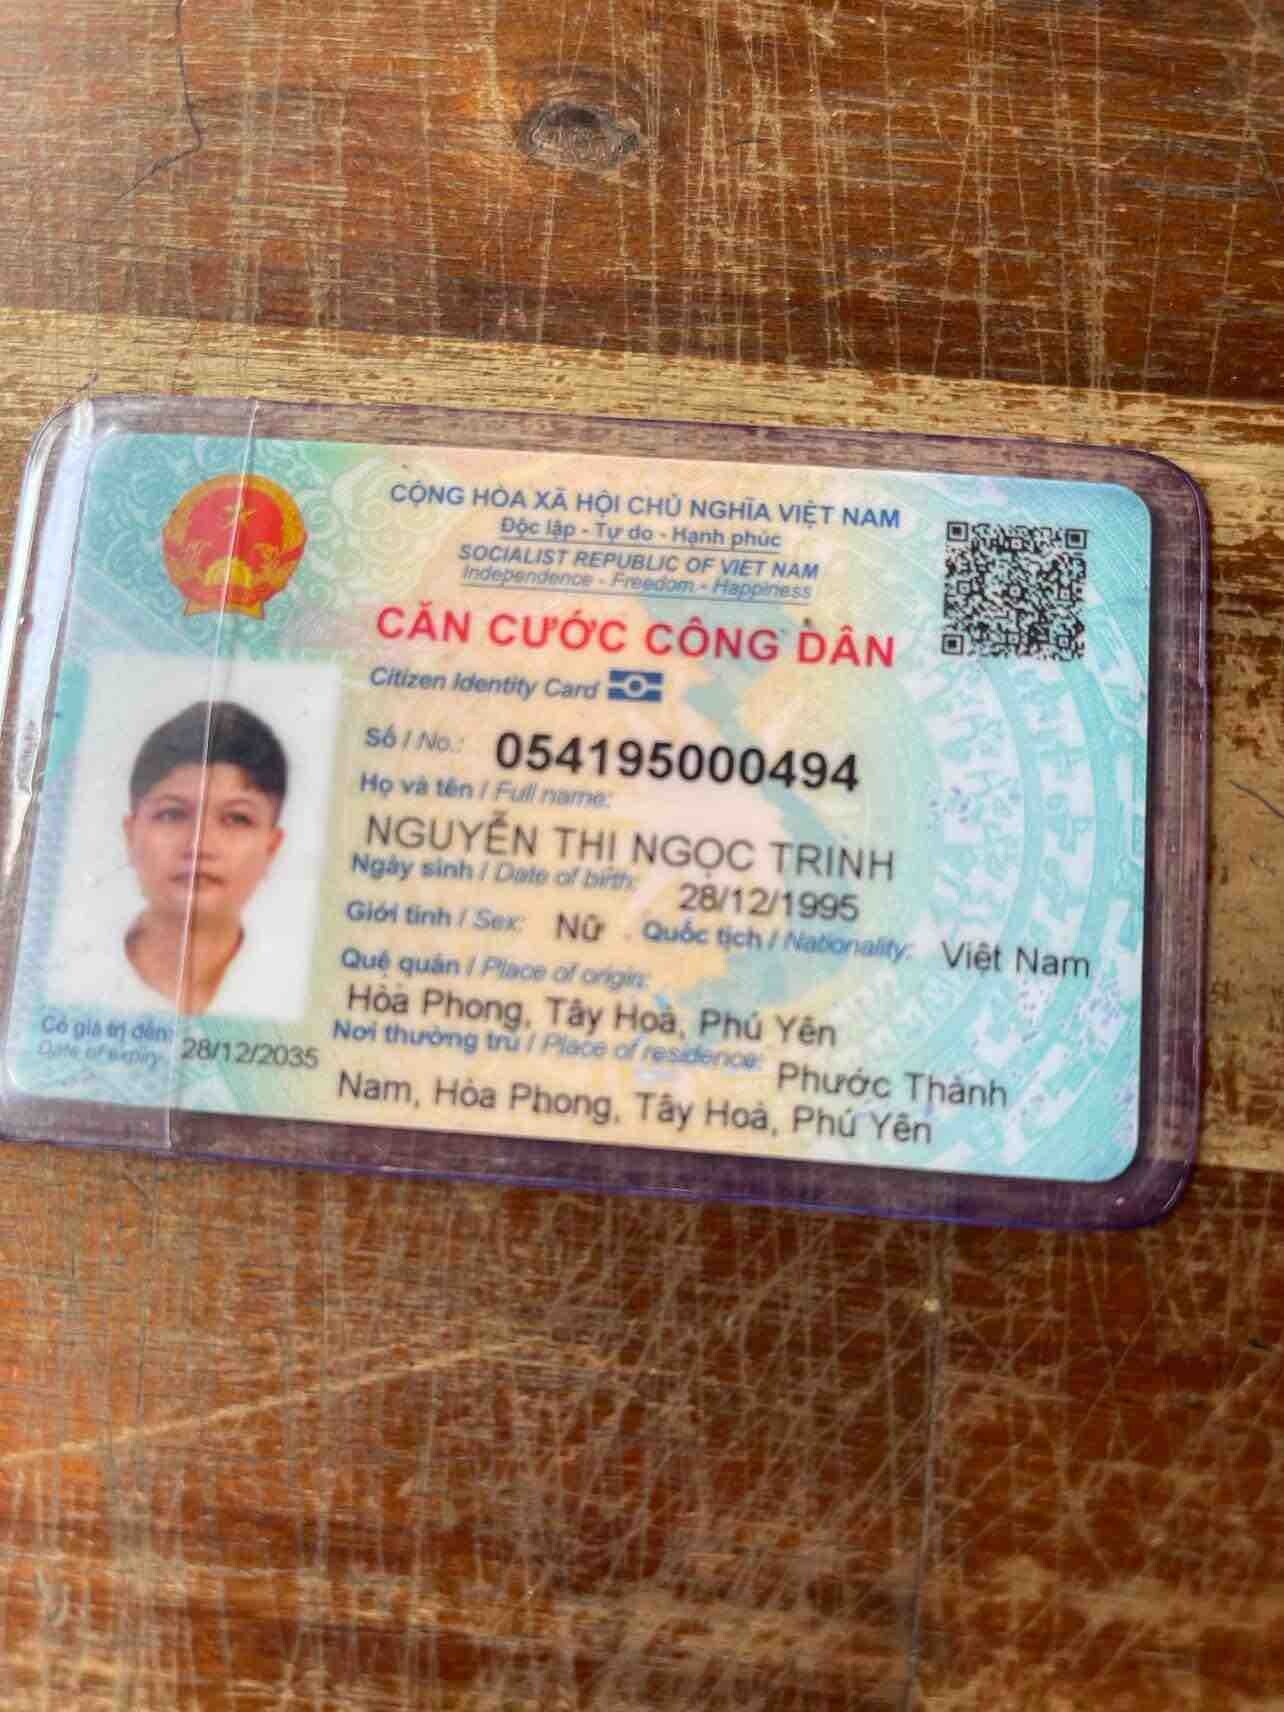 CỘNG HÒA XÃ HỘI CHỦ NGHĨA VIỆT NAM
Độc lập - Tự do - Hạnh phúc
SOCIALIST REPUBLIC OF VIET NAM
Independence - Freedom - Happiness
CĂN CƯỚC CÔNG DÂN
Citizen Identity Card
Số / No.: 054195000494
Họ và tên / Full name:
NGUYỄN THỊ NGỌC TRINH
Ngày sinh / Date of birth: 28/12/1995
Giới tính / Sex: Nữ Quốc tịch / Nationality: Việt Nam
Quê quán / Place of origin:
Hòa Phong, Tây Hoà, Phú Yên
Nơi thường trú / Place of residence: Phước Thành
Nam, Hòa Phong, Tây Hoà, Phú Yên
Có giá trị đến: 28/12/2035
Date of expiry